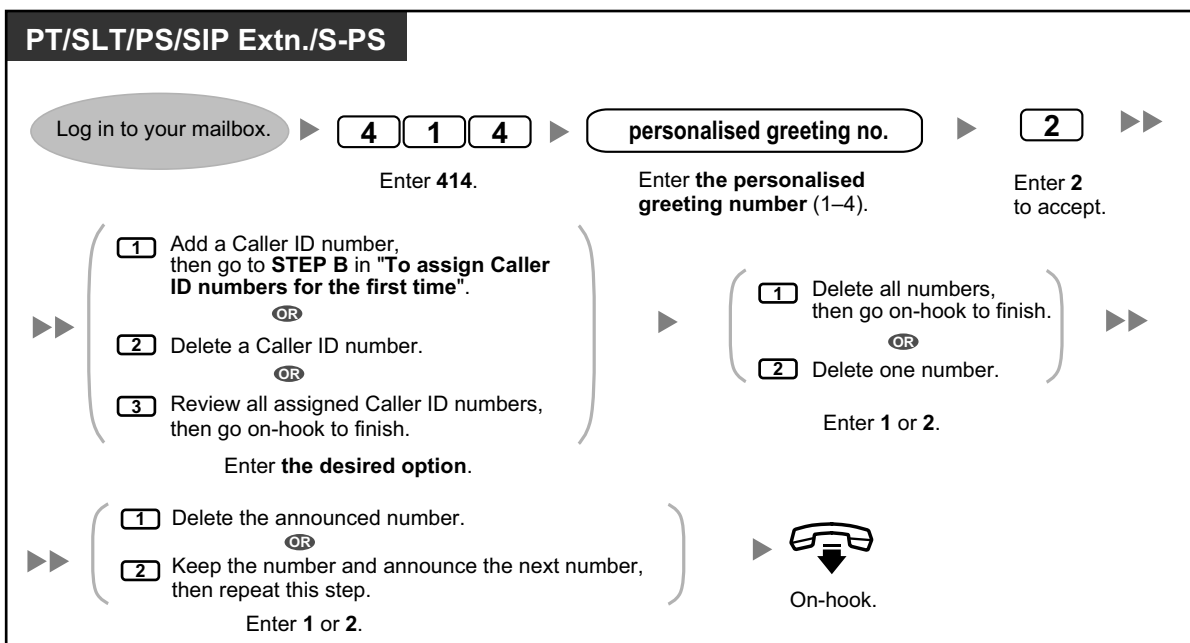 PT/SLT/PS/SIP Extn./S-PS
Log in to your mailbox.
4 1 4
Enter 414.
personalised greeting no.
Enter the personalised
greeting number (1–4).
2
Enter 2
to accept.
1 Add a Caller ID number,
then go to STEP B in "To assign Caller
ID numbers for the first time".
OR
2 Delete a Caller ID number.
OR
3 Review all assigned Caller ID numbers,
then go on-hook to finish.
Enter the desired option.
1 Delete all numbers,
then go on-hook to finish.
OR
2 Delete one number.
Enter 1 or 2.
1 Delete the announced number.
OR
2 Keep the number and announce the next number,
then repeat this step.
Enter 1 or 2.
On-hook.